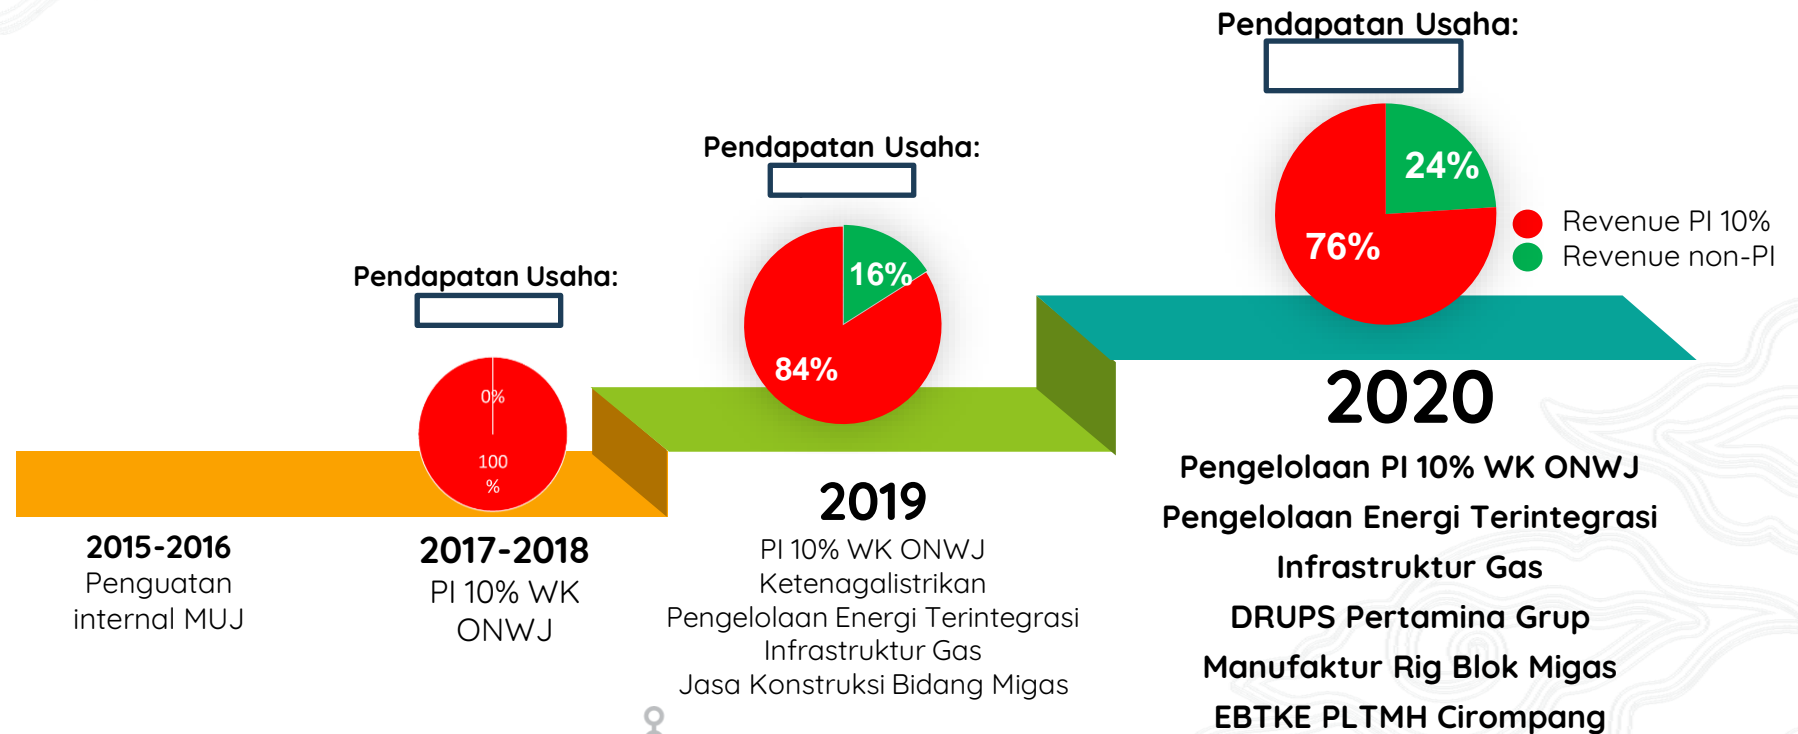 Pendapatan Usaha:
0%
100
%
2015-2016
Penguatan
internal MUJ
2017-2018
PI 10% WK
ONWJ
Pendapatan Usaha:
16%
84%
2019
PI 10% WK ONWJ
Ketenagalistrikan
Pengelolaan Energi Terintegrasi
Infrastruktur Gas
Jasa Konstruksi Bidang Migas
Pendapatan Usaha:
24%
76%
Revenue PI 10%
Revenue non-PI
2020
Pengelolaan PI 10% WK ONWJ
Pengelolaan Energi Terintegrasi
Infrastruktur Gas
DRUPS Pertamina Grup
Manufaktur Rig Blok Migas
EBTKE PLTMH Cirompang